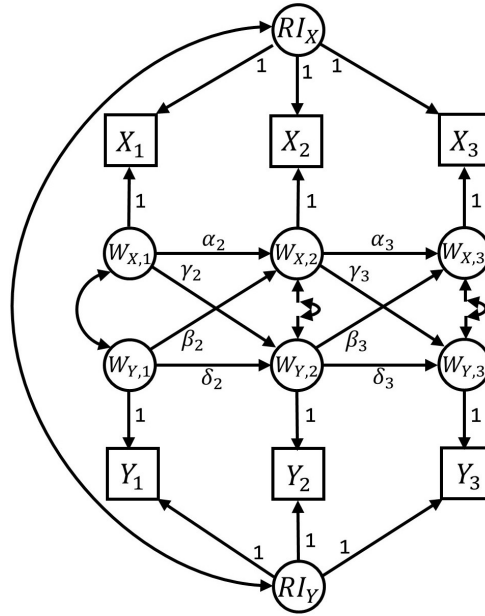 RI_X
1 1 1
X_1 X_2 X_3
1 1 1
W_{X,1} α_2 W_{X,2} α_3 W_{X,3}
γ_2 γ_3
β_2 β_3
W_{Y,1} δ_2 W_{Y,2} δ_3 W_{Y,3}
1 1 1
Y_1 Y_2 Y_3
1 1 1
RI_Y